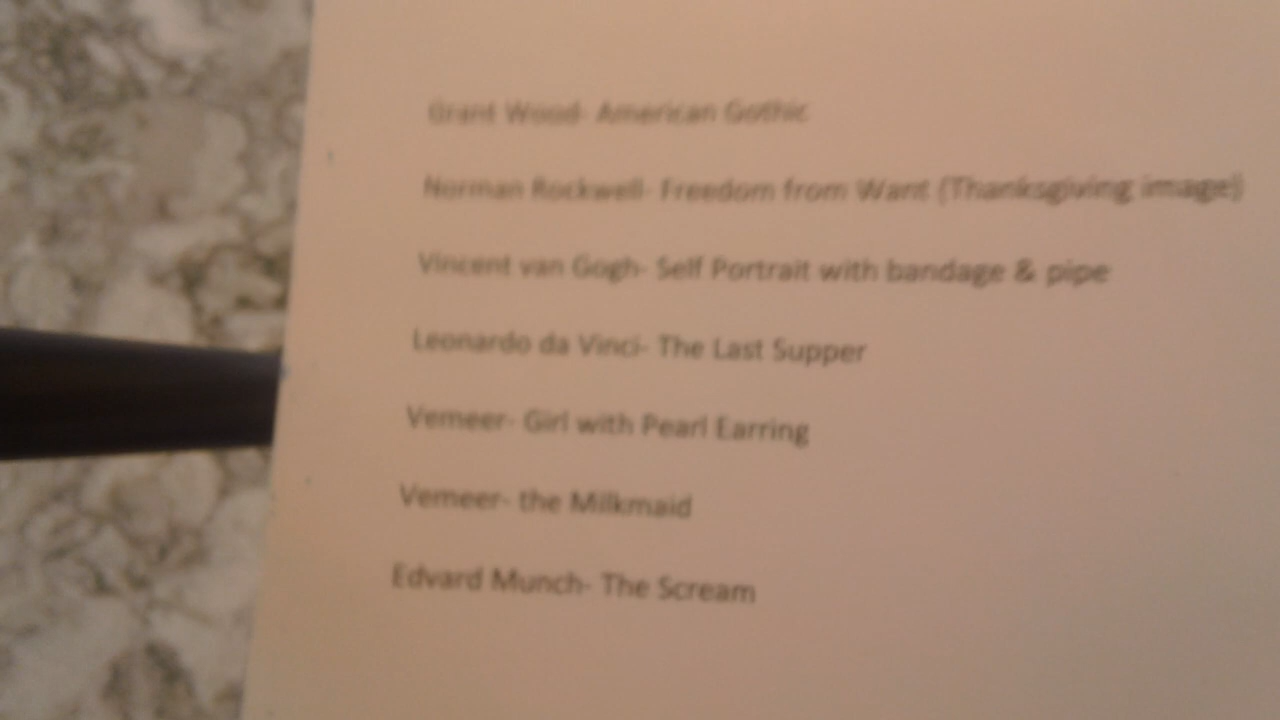 Grant Wood- American Gothic
Norman Rockwell- Freedom from Want (Thanksgiving image)
Vincent van Gogh- Self Portrait with bandage & pipe
Leonardo da Vinci- The Last Supper
Vemeer- Girl with Pearl Earring
Vemeer- the Milkmaid
Edvard Munch- The Scream